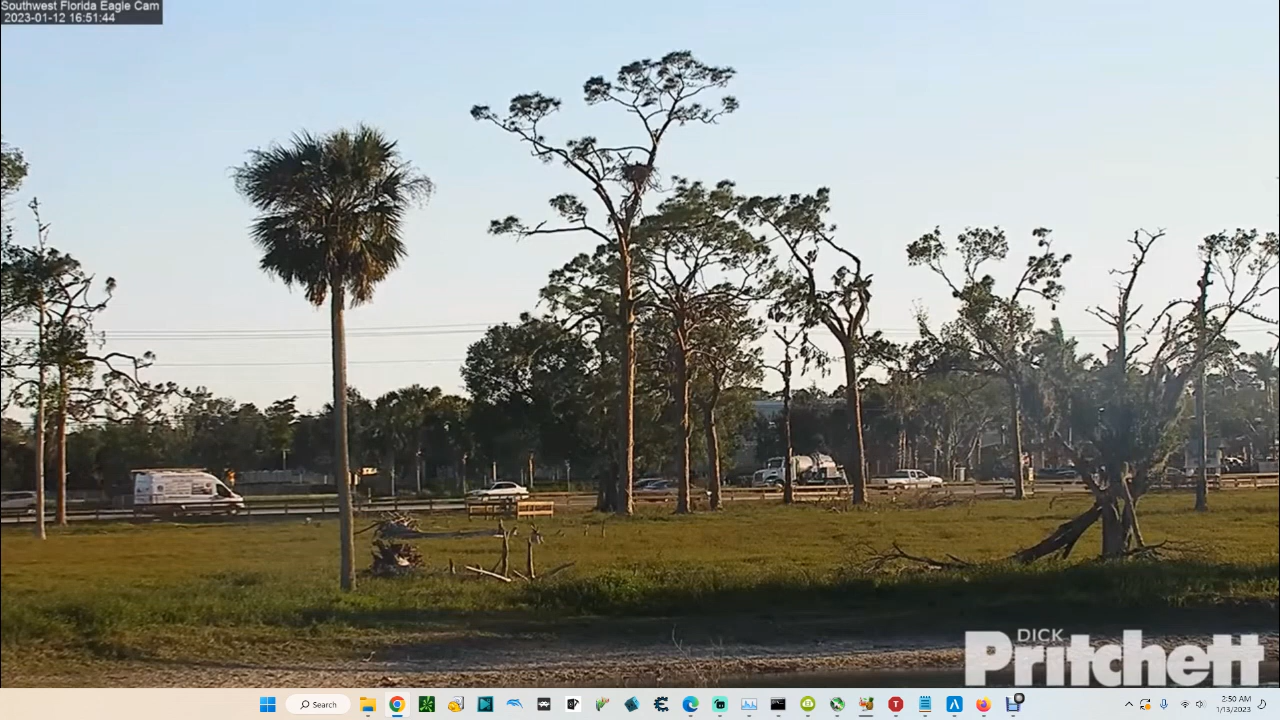 Southwest Florida Eagle Cam
2023-01-12 16:51:44
DICK
Pritchett
Search
2:50 AM
1/13/2023